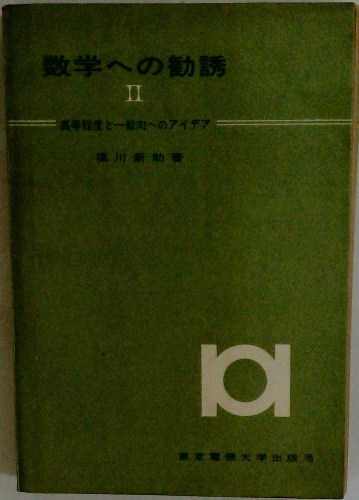 数学への勧誘
II
高等程度と一般向へのアイデア
塩川新助著
東京電機大学出版局